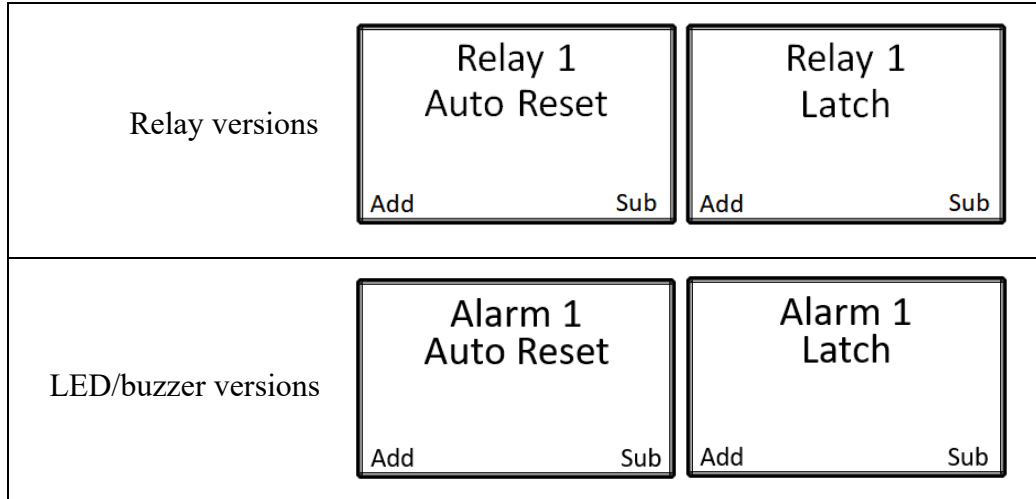 Relay versions
Relay 1
Auto Reset
Add Sub
Relay 1
Latch
Add Sub
LED/buzzer versions
Alarm 1
Auto Reset
Add Sub
Alarm 1
Latch
Add Sub